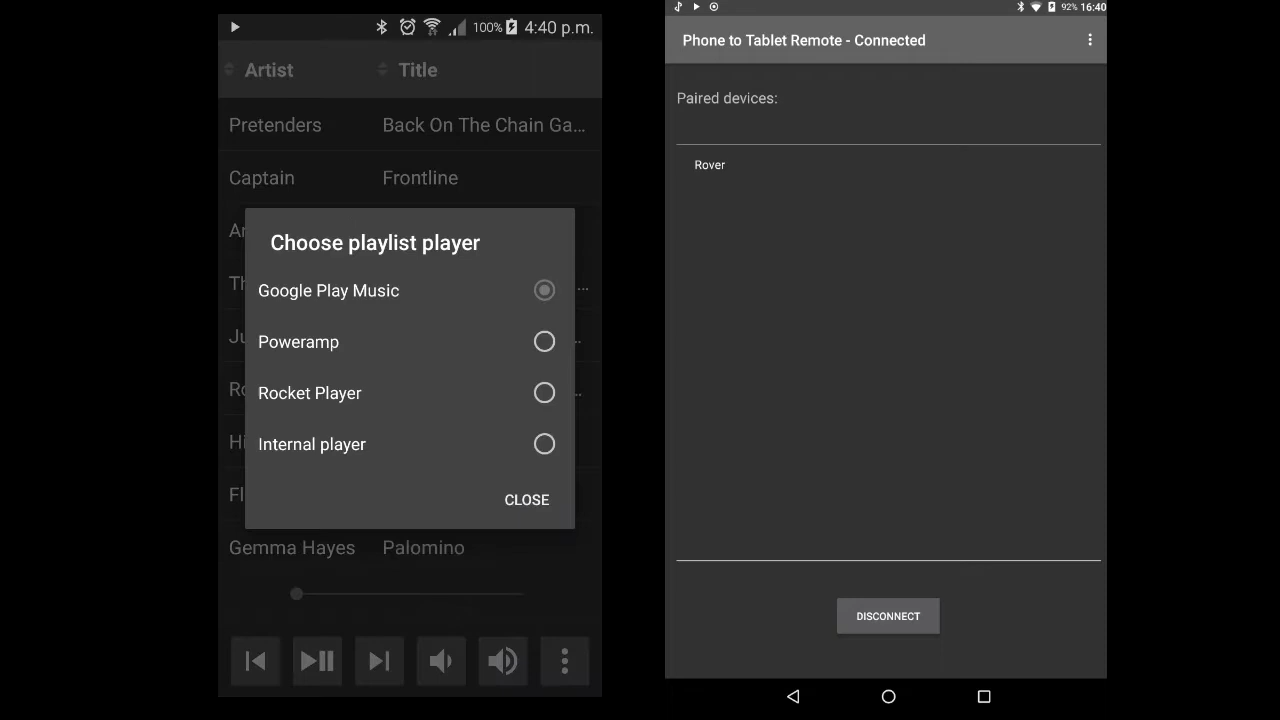 100% 4:40 p.m.
Artist Title
Pretenders Back On The Chain Ga...
Captain Frontline
Choose playlist player
Google Play Music
Poweramp
Rocket Player
Internal player
CLOSE
Gemma Hayes Palomino
92% 16:40
Phone to Tablet Remote - Connected
Paired devices:
Rover
DISCONNECT